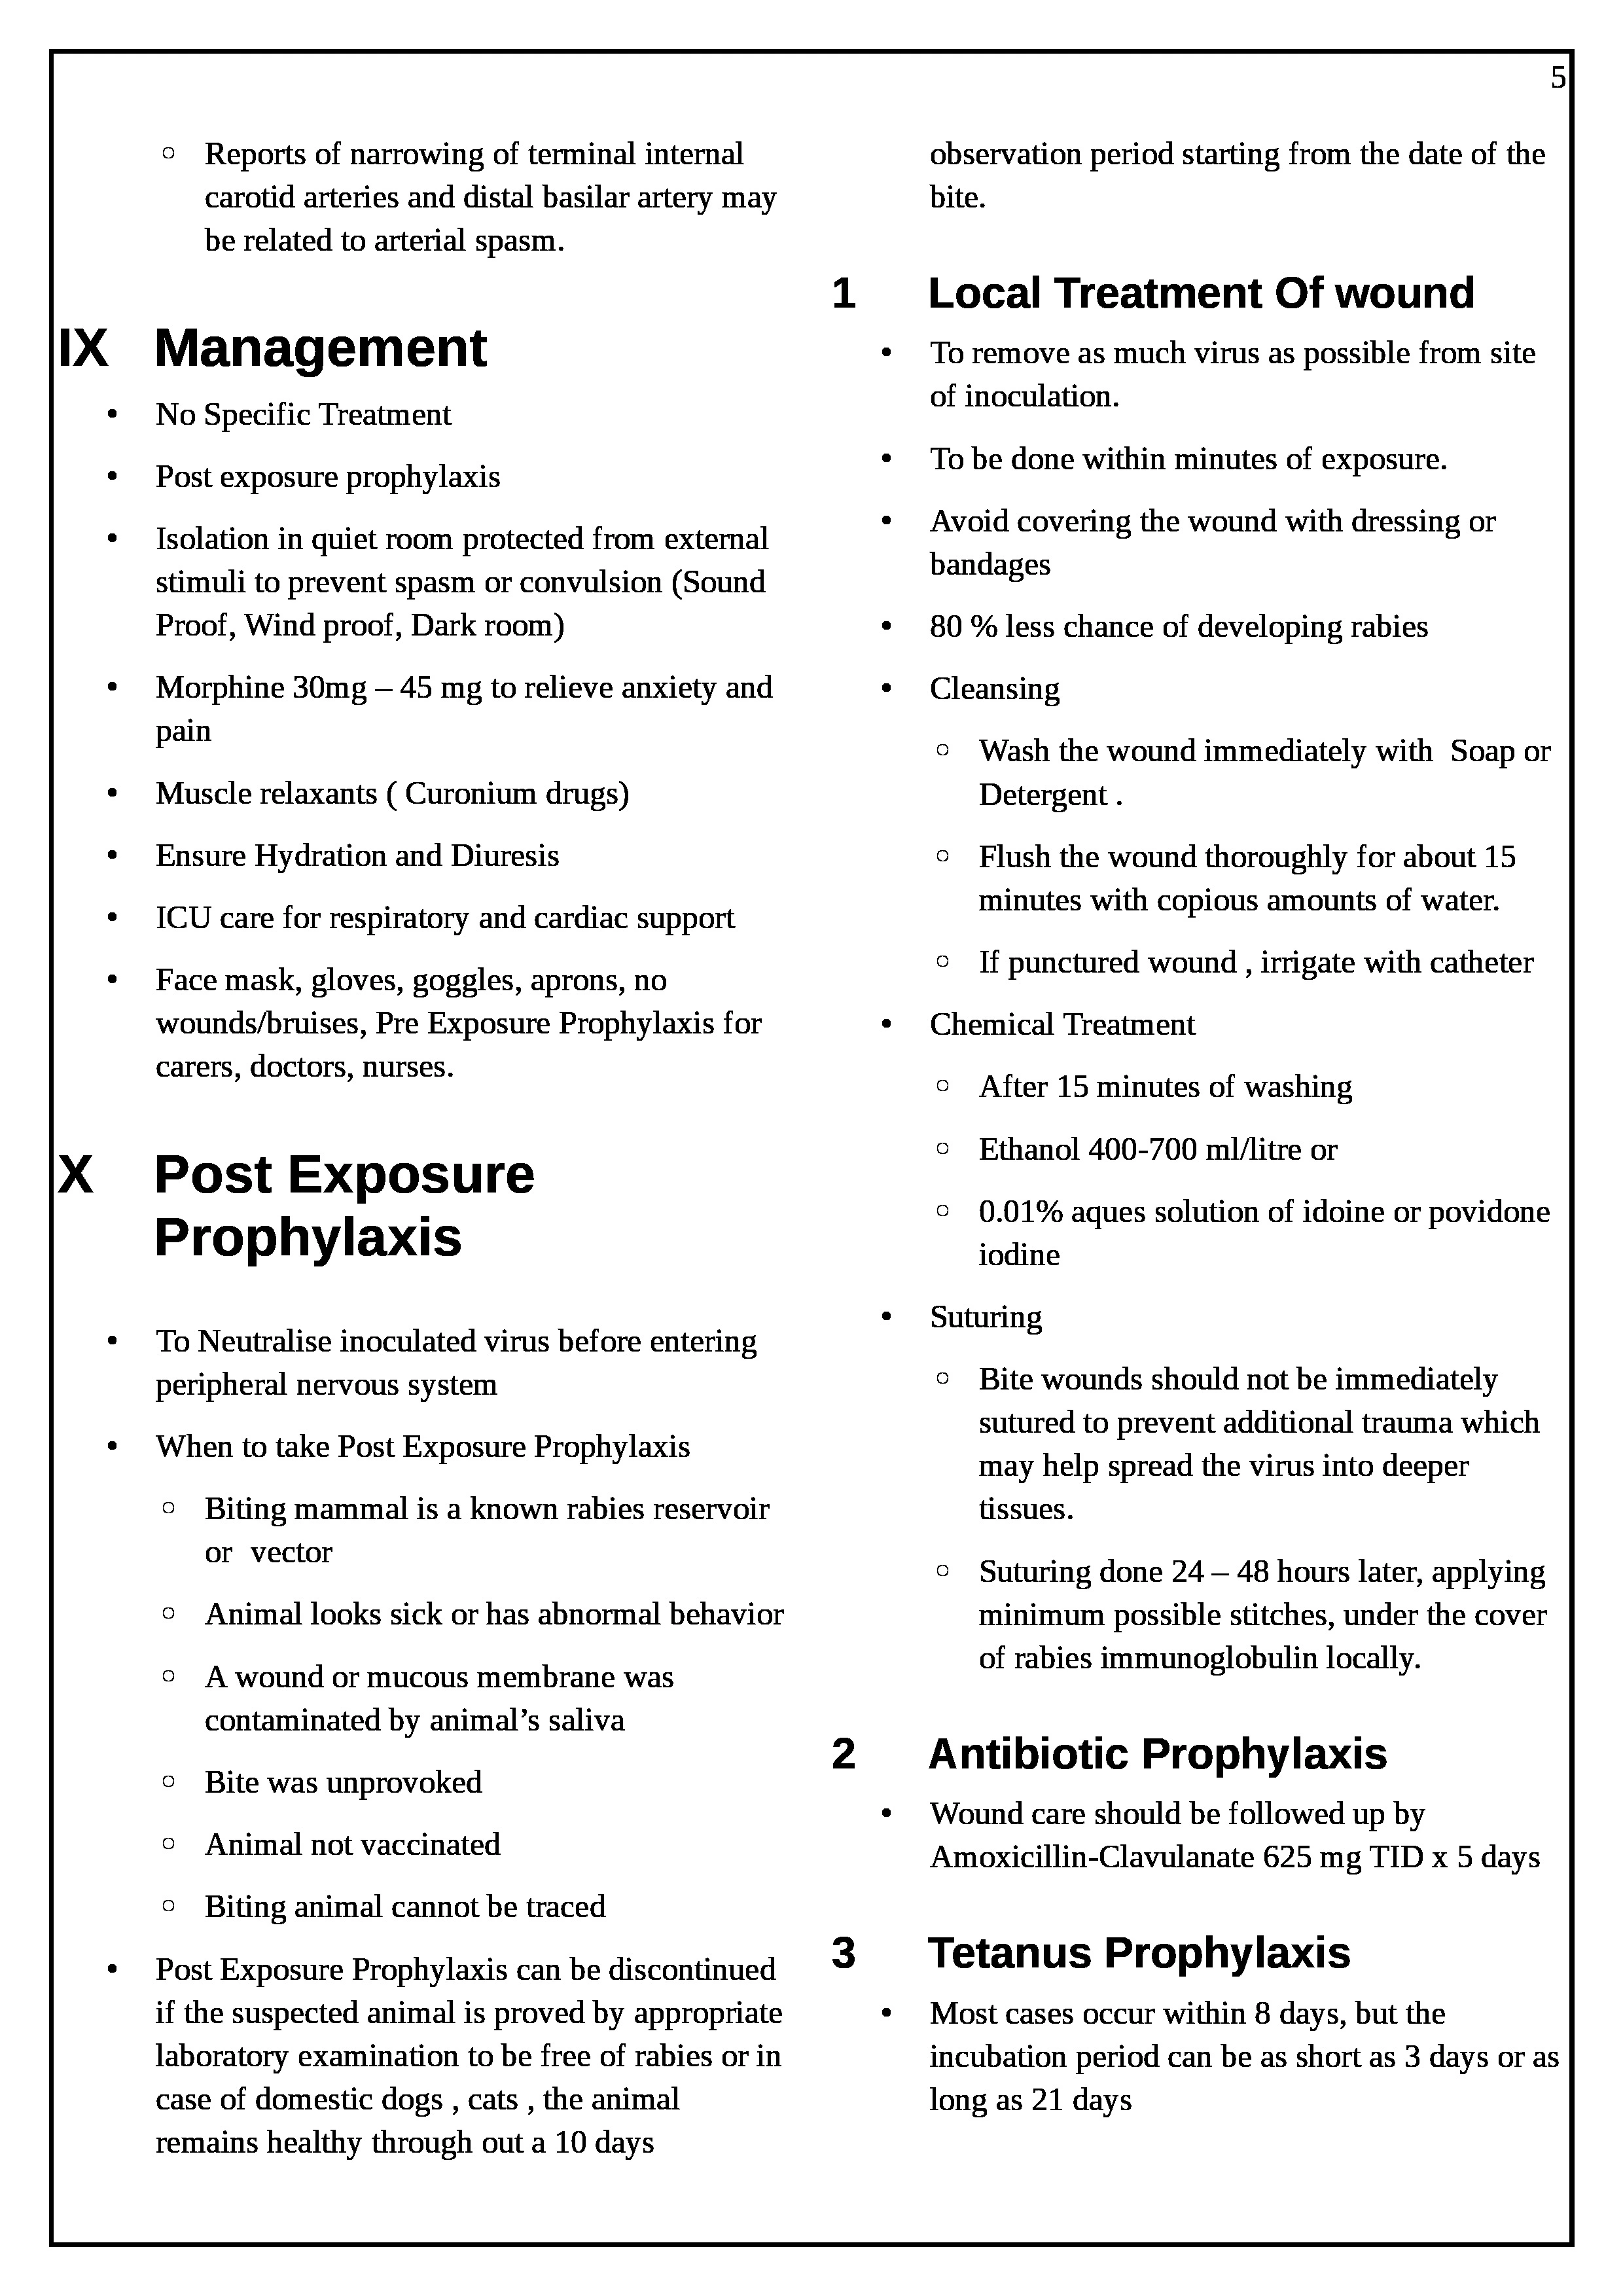 5
◦ Reports of narrowing of terminal internal
carotid arteries and distal basilar artery may
be related to arterial spasm.
IX Management
• No Specific Treatment
• Post exposure prophylaxis
• Isolation in quiet room protected from external
stimuli to prevent spasm or convulsion (Sound
Proof, Wind proof, Dark room)
• Morphine 30mg – 45 mg to relieve anxiety and
pain
• Muscle relaxants ( Curonium drugs)
• Ensure Hydration and Diuresis
• ICU care for respiratory and cardiac support
• Face mask, gloves, goggles, aprons, no
wounds/bruises, Pre Exposure Prophylaxis for
carers, doctors, nurses.
X Post Exposure
Prophylaxis
• To Neutralise inoculated virus before entering
peripheral nervous system
• When to take Post Exposure Prophylaxis
◦ Biting mammal is a known rabies reservoir
or  vector
◦ Animal looks sick or has abnormal behavior
◦ A wound or mucous membrane was
contaminated by animal’s saliva
◦ Bite was unprovoked
◦ Animal not vaccinated
◦ Biting animal cannot be traced
• Post Exposure Prophylaxis can be discontinued
if the suspected animal is proved by appropriate
laboratory examination to be free of rabies or in
case of domestic dogs , cats , the animal
remains healthy through out a 10 days
observation period starting from the date of the
bite.
1 Local Treatment Of wound
• To remove as much virus as possible from site
of inoculation.
• To be done within minutes of exposure.
• Avoid covering the wound with dressing or
bandages
• 80 % less chance of developing rabies
• Cleansing
◦ Wash the wound immediately with  Soap or
Detergent .
◦ Flush the wound thoroughly for about 15
minutes with copious amounts of water.
◦ If punctured wound , irrigate with catheter
• Chemical Treatment
◦ After 15 minutes of washing
◦ Ethanol 400-700 ml/litre or
◦ 0.01% aques solution of idoine or povidone
iodine
• Suturing
◦ Bite wounds should not be immediately
sutured to prevent additional trauma which
may help spread the virus into deeper
tissues.
◦ Suturing done 24 – 48 hours later, applying
minimum possible stitches, under the cover
of rabies immunoglobulin locally.
2 Antibiotic Prophylaxis
• Wound care should be followed up by
Amoxicillin-Clavulanate 625 mg TID x 5 days
3 Tetanus Prophylaxis
• Most cases occur within 8 days, but the
incubation period can be as short as 3 days or as
long as 21 days